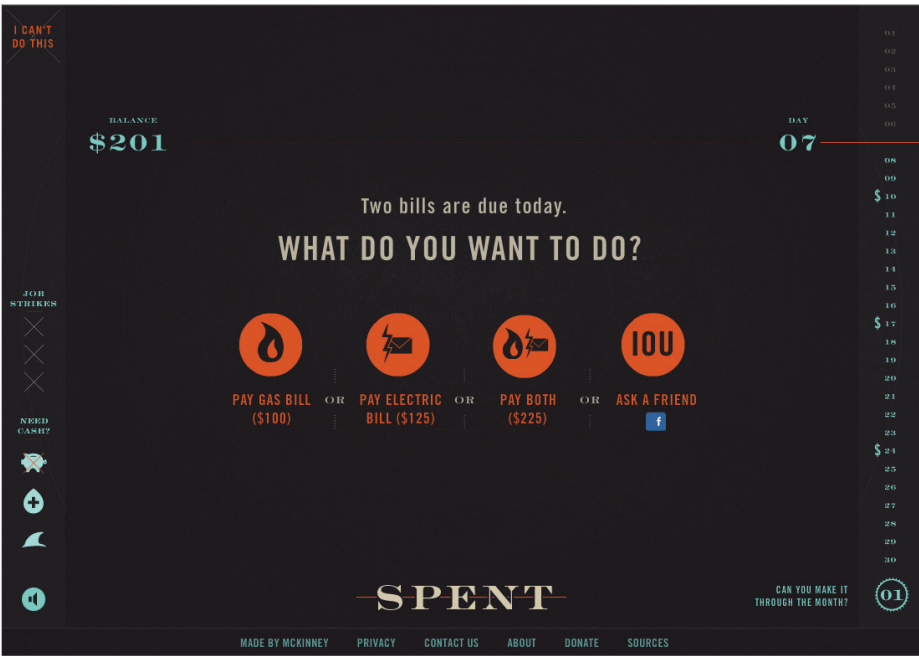 I CAN'T
DO THIS
BALANCE
$201
DAY
07
Two bills are due today.
WHAT DO YOU WANT TO DO?
IOU
PAY GAS BILL
($100)
OR
PAY ELECTRIC
BILL ($125)
OR
PAY BOTH
($225)
OR
ASK A FRIEND
f
JOB
STRIKES
NEED
CASH?
01
02
03
04
05
06
08
09
$ 10
11
12
13
14
15
16
$ 17
18
19
20
21
22
23
$ 24
25
26
27
28
29
30
SPENT
CAN YOU MAKE IT
THROUGH THE MONTH?
01
MADE BY MCKINNEY PRIVACY CONTACT US ABOUT DONATE SOURCES